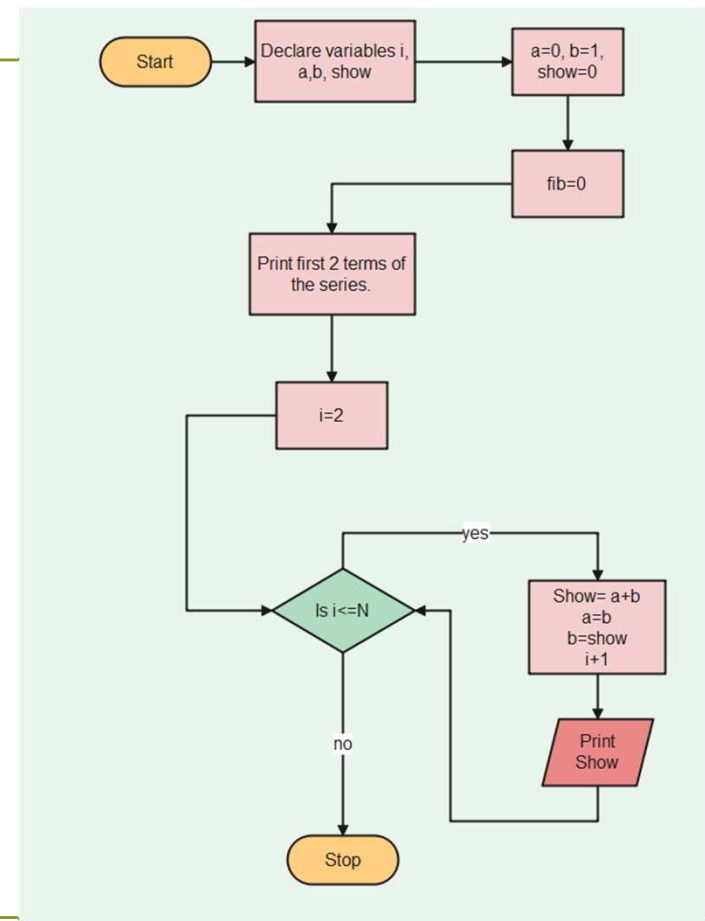 Start
Declare variables i,
a,b, show
a=0, b=1,
show=0
fib=0
Print first 2 terms of
the series.
i=2
yes
Is i<=N
Show= a+b
a=b
b=show
i+1
Print
Show
no
Stop